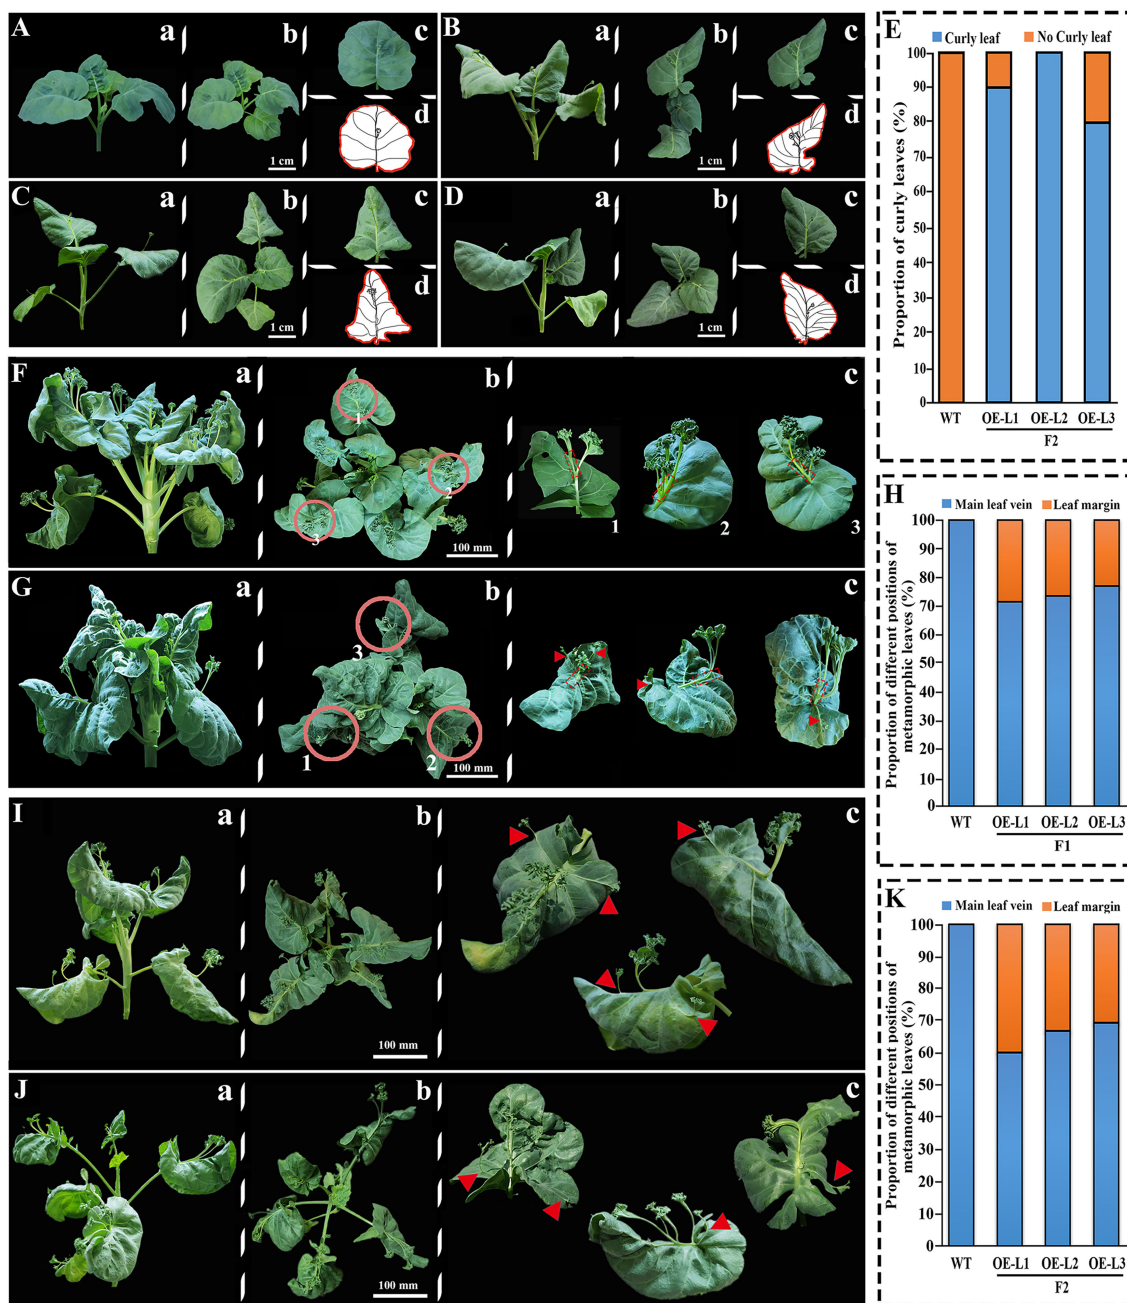 A
a
b
c
d
1 cm
B
a
b
c
d
1 cm
C
a
b
c
d
1 cm
D
a
b
c
d
1 cm
E
Curly leaf
No Curly leaf
Proportion of curly leaves (%)
100
90
80
70
60
50
40
30
20
10
0
WT
OE-L1
OE-L2
OE-L3
F2
F
a
b
c
1
2
3
100 mm
1
2
3
G
a
b
c
3
1
2
100 mm
H
Main leaf vein
Leaf margin
Proportion of different positions of
metamorphic leaves (%)
100
90
80
70
60
50
40
30
20
10
0
WT
OE-L1
OE-L2
OE-L3
F1
I
a
b
c
100 mm
J
a
b
c
100 mm
K
Main leaf vein
Leaf margin
Proportion of different positions of
metamorphic leaves (%)
100
90
80
70
60
50
40
30
20
10
0
WT
OE-L1
OE-L2
OE-L3
F2